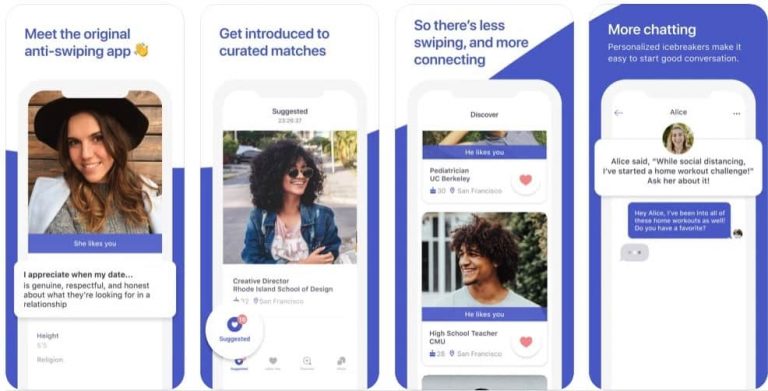 Meet the original
anti-swiping app 👋
She likes you
I appreciate when my date...
is genuine, respectful, and honest
about what they're looking for in a
relationship
Height
5'5
Religion
Get introduced to
curated matches
Suggested
23:26:37
Creative Director
Rhode Island School of Design
32 San Francisco
16
Suggested
Suggested
Likes You
Discover
So there's less
swiping, and more
connecting
Discover
He likes you
Pediatrician
UC Berkeley
30 San Francisco
He likes you
High School Teacher
CMU
28 San Francisco
More chatting
Personalized icebreakers make it
easy to start good conversation.
Alice
Alice said, "While social distancing,
I've started a home workout challenge!"
Ask her about it!
Hey Alice, I've been into all of
these home workouts as well!
Do you have a favorite?